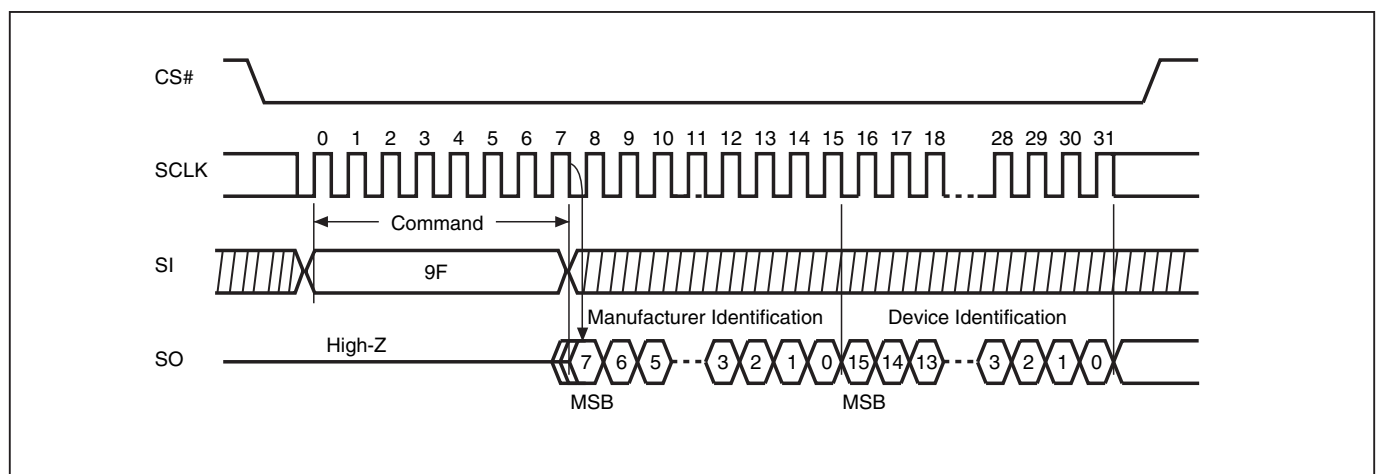 CS#
0 1 2 3 4 5 6 7 8 9 10 11 12 13 14 15 16 17 18 28 29 30 31
SCLK
Command
SI
9F
Manufacturer Identification Device Identification
High-Z
SO
7 6 5 3 2 1 0 15 14 13 3 2 1 0
MSB MSB